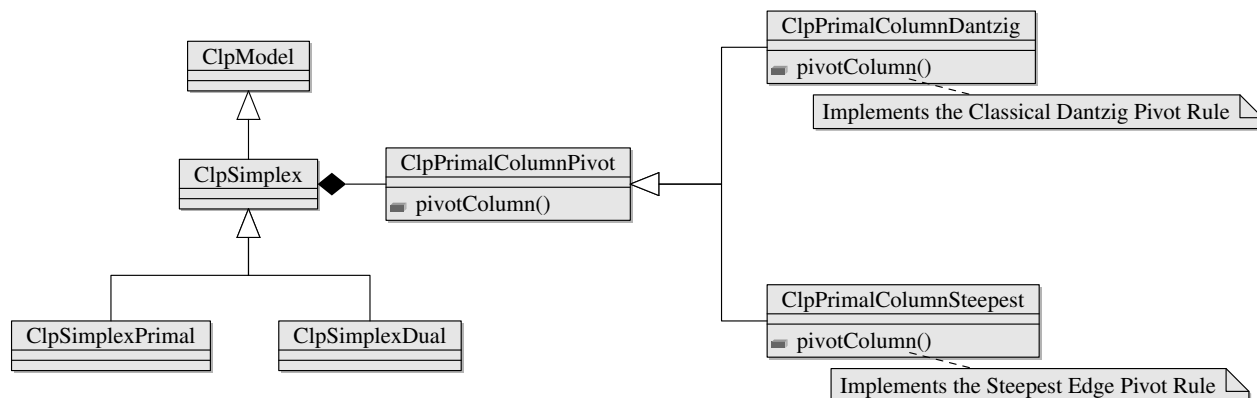 ClpModel
ClpSimplex
ClpSimplexPrimal
ClpSimplexDual
ClpPrimalColumnPivot
pivotColumn()
ClpPrimalColumnDantzig
pivotColumn()
Implements the Classical Dantzig Pivot Rule
ClpPrimalColumnSteepest
pivotColumn()
Implements the Steepest Edge Pivot Rule